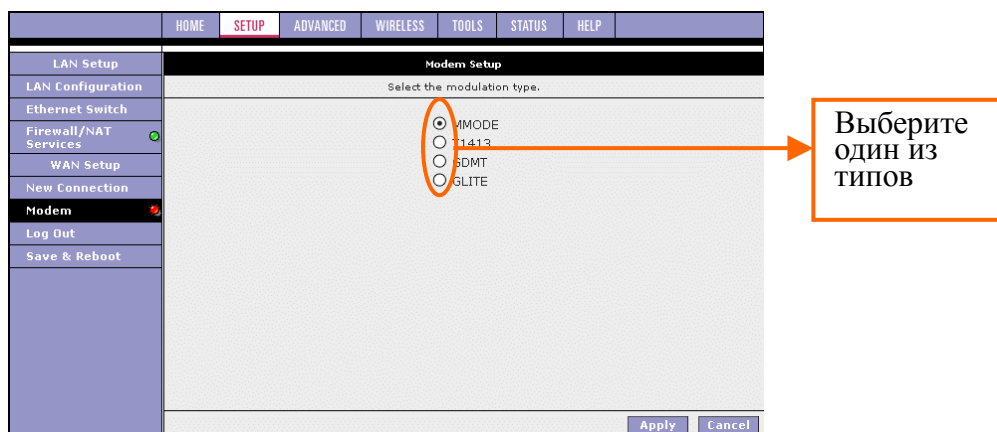 HOME SETUP ADVANCED WIRELESS TOOLS STATUS HELP
LAN Setup
LAN Configuration
Ethernet Switch
Firewall/NAT
Services
WAN Setup
New Connection
Modem
Log Out
Save & Reboot
Modem Setup
Select the modulation type.
MMODE
T1413
GDMT
GLITE
Apply Cancel
Выберите
один из
типов